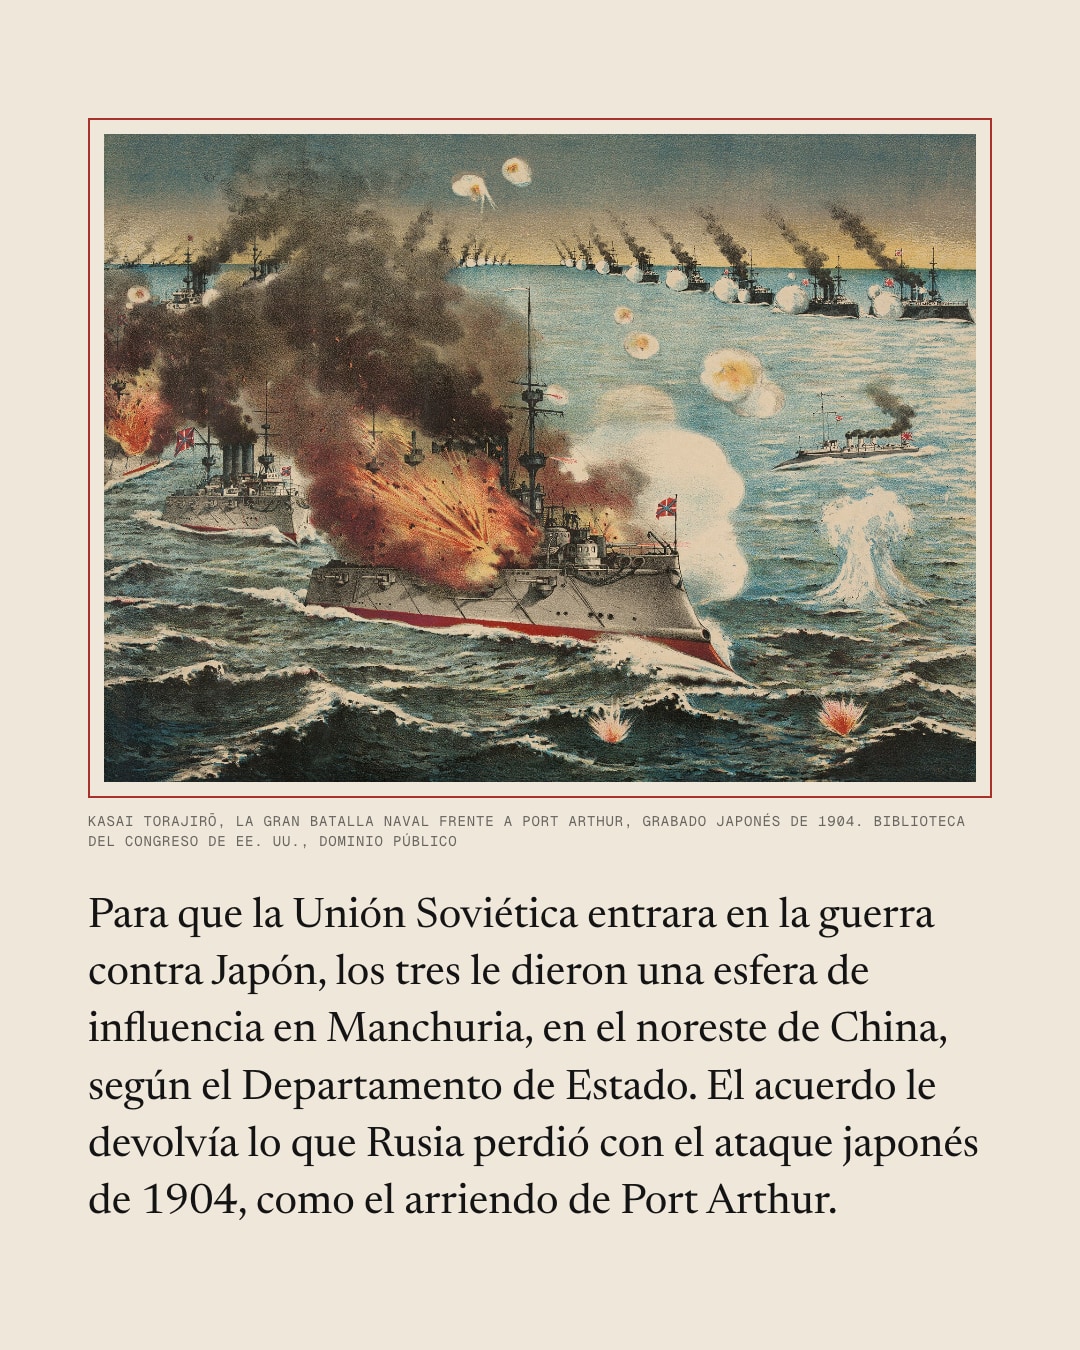 KASAI TORAJIRŌ, LA GRAN BATALLA NAVAL FRENTE A PORT ARTHUR, GRABADO JAPONÉS DE 1904. BIBLIOTECA
DEL CONGRESO DE EE. UU., DOMINIO PÚBLICO
Para que la Unión Soviética entrara en la guerra
contra Japón, los tres le dieron una esfera de
influencia en Manchuria, en el noreste de China,
según el Departamento de Estado. El acuerdo le
devolvía lo que Rusia perdió con el ataque japonés
de 1904, como el arriendo de Port Arthur.